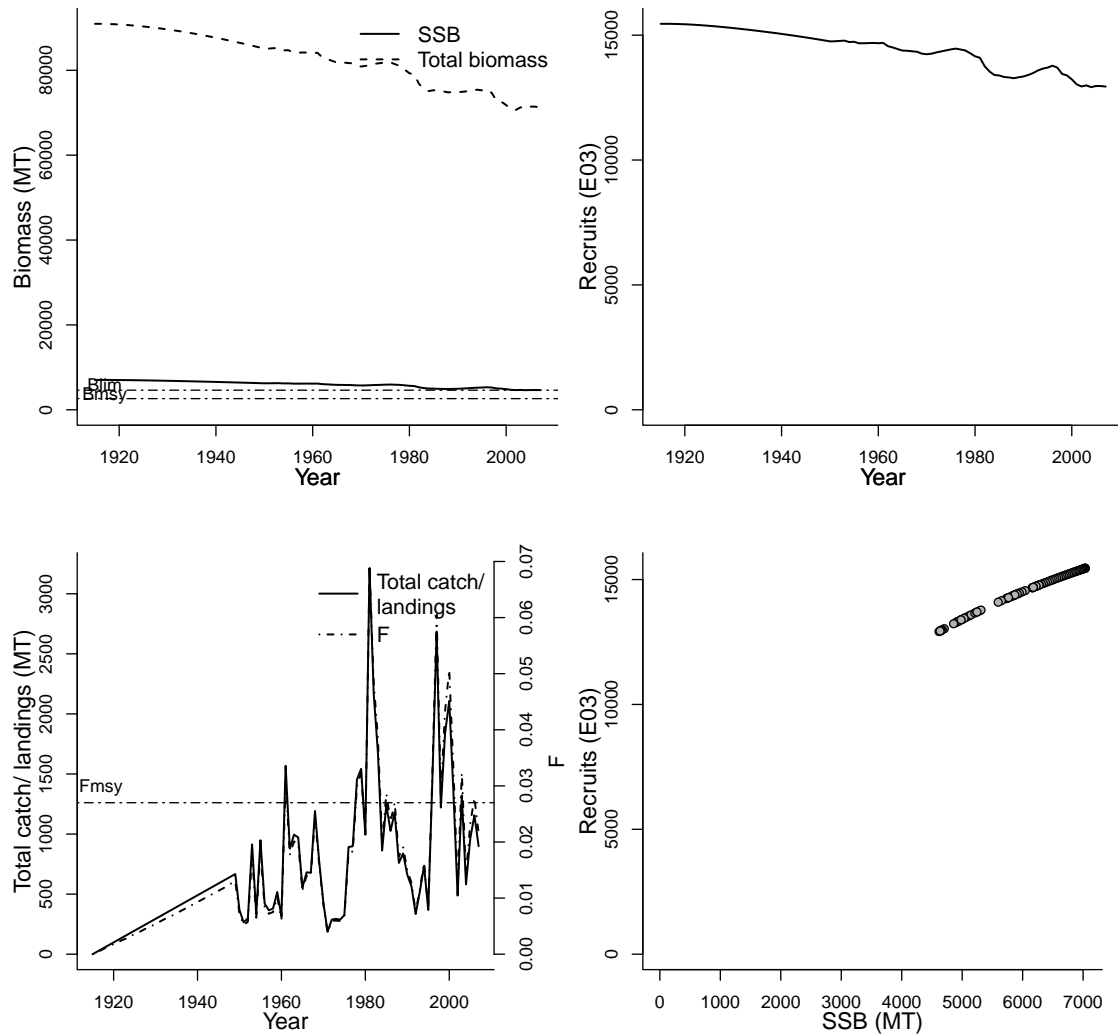 SSB
Total biomass
Biomass (MT)
80000
60000
40000
20000
0
Blim
Bmsy
1920 1940 1960 1980 2000
Year
Recruits (E03)
15000
10000
5000
0
1920 1940 1960 1980 2000
Year
Total catch/
landings
F
Total catch/ landings (MT)
3000
2500
2000
1500
1000
500
0
Fmsy
0.07
0.06
0.05
0.04
0.03
0.02
0.01
0.00
F
1920 1940 1960 1980 2000
Year
Recruits (E03)
15000
10000
5000
0
0 1000 2000 3000 4000 5000 6000 7000
SSB (MT)